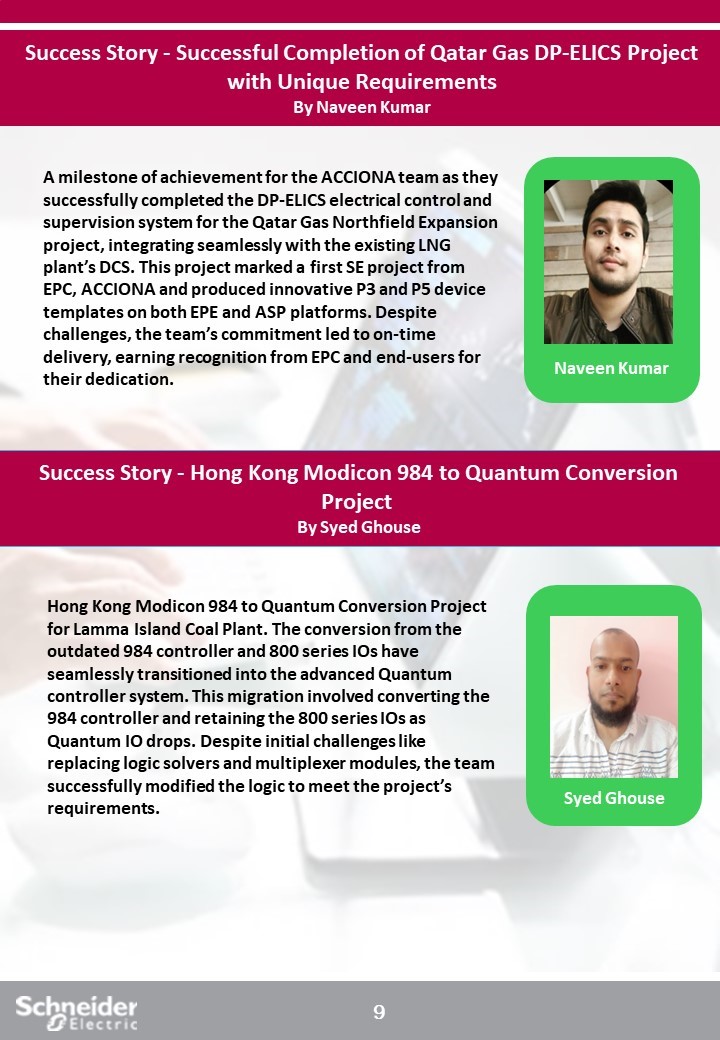 Success Story - Successful Completion of Qatar Gas DP-ELICS Project
with Unique Requirements
By Naveen Kumar
A milestone of achievement for the ACCIONA team as they
successfully completed the DP-ELICS electrical control and
supervision system for the Qatar Gas Northfield Expansion
project, integrating seamlessly with the existing LNG
plant’s DCS. This project marked a first SE project from
EPC, ACCIONA and produced innovative P3 and P5 device
templates on both EPE and ASP platforms. Despite
challenges, the team’s commitment led to on-time
delivery, earning recognition from EPC and end-users for
their dedication.
Naveen Kumar
Success Story - Hong Kong Modicon 984 to Quantum Conversion
Project
By Syed Ghouse
Hong Kong Modicon 984 to Quantum Conversion Project
for Lamma Island Coal Plant. The conversion from the
outdated 984 controller and 800 series IOs have
seamlessly transitioned into the advanced Quantum
controller system. This migration involved converting the
984 controller and retaining the 800 series IOs as
Quantum IO drops. Despite initial challenges like
replacing logic solvers and multiplexer modules, the team
successfully modified the logic to meet the project’s
requirements.
Syed Ghouse
Schneider
Electric
9